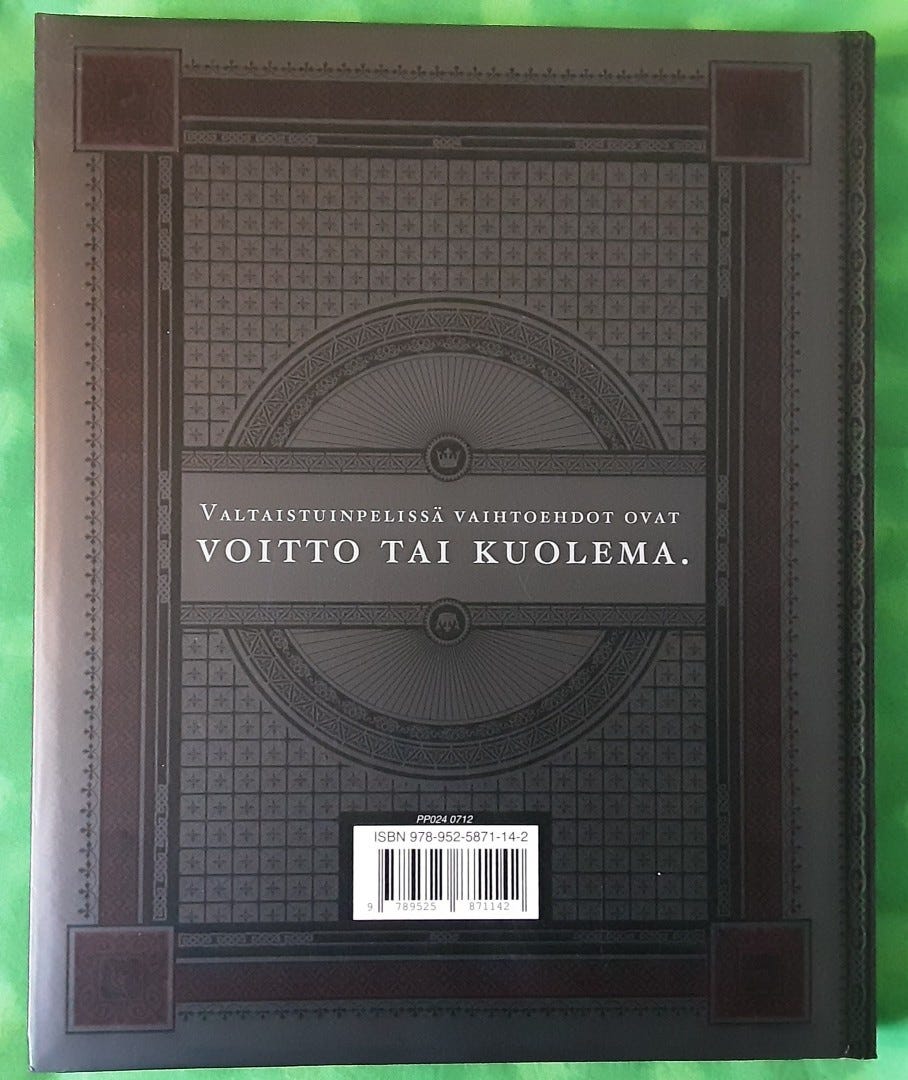 Valtaistuinpelissä vaihtoehdot ovat
voitto tai kuolema.
PP024 0712
ISBN 978-952-5871-14-2
9 789525 871142